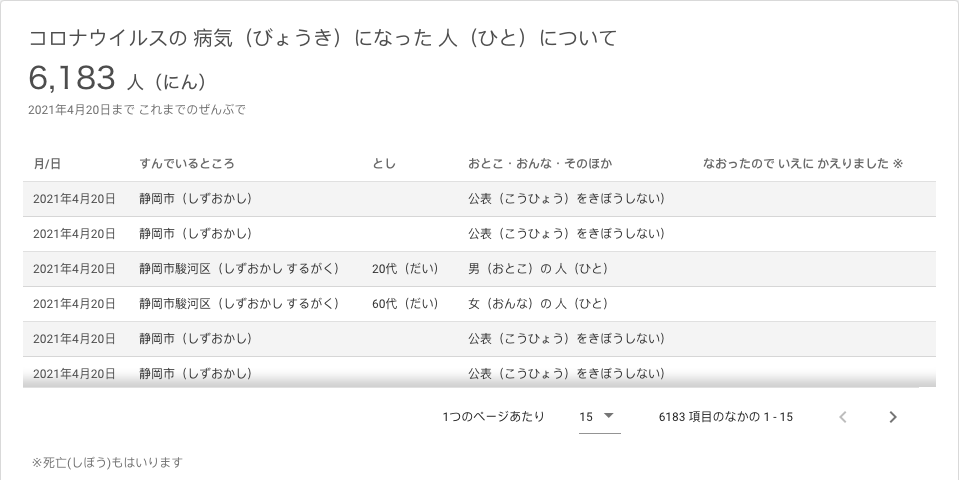 コロナウイルスの 病気（びょうき）になった 人（ひと）について
6,183 人（にん）
2021年4月20日まで これまでのぜんぶで
月/日 すんでいるところ とし おとこ・おんな・そのほか なおったので いえに かえりました ※
2021年4月20日 静岡市（しずおかし） 公表（こうひょう）をきぼうしない）
2021年4月20日 静岡市（しずおかし） 公表（こうひょう）をきぼうしない）
2021年4月20日 静岡市駿河区（しずおかし するがく） 20代（だい） 男（おとこ）の 人（ひと）
2021年4月20日 静岡市駿河区（しずおかし するがく） 60代（だい） 女（おんな）の 人（ひと）
2021年4月20日 静岡市（しずおかし） 公表（こうひょう）をきぼうしない）
2021年4月20日 静岡市（しずおかし） 公表（こうひょう）をきぼうしない）
1つのページあたり 15 6183 項目のなかの 1 - 15
※死亡(しぼう)もはいります